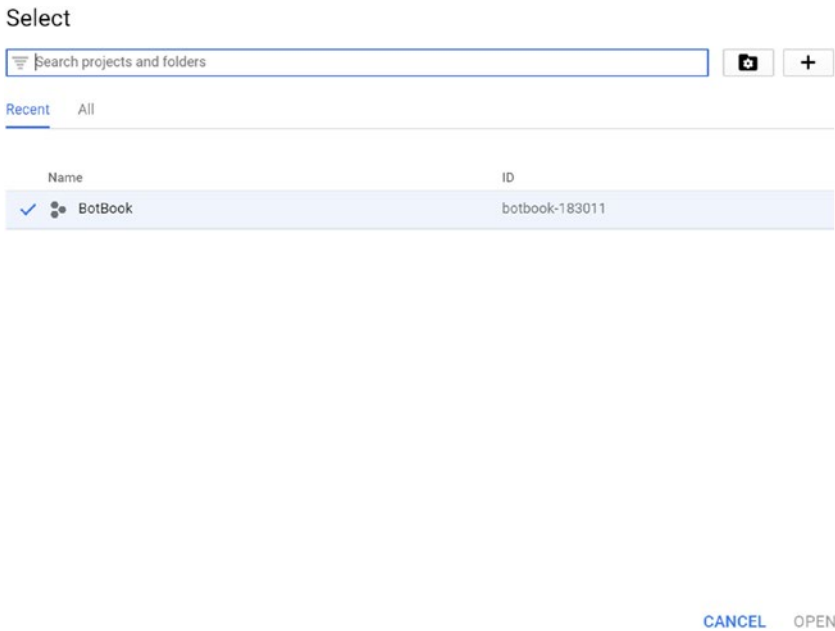 Select
Search projects and folders
Recent All
Name ID
BotBook botbook-183011
CANCEL OPEN